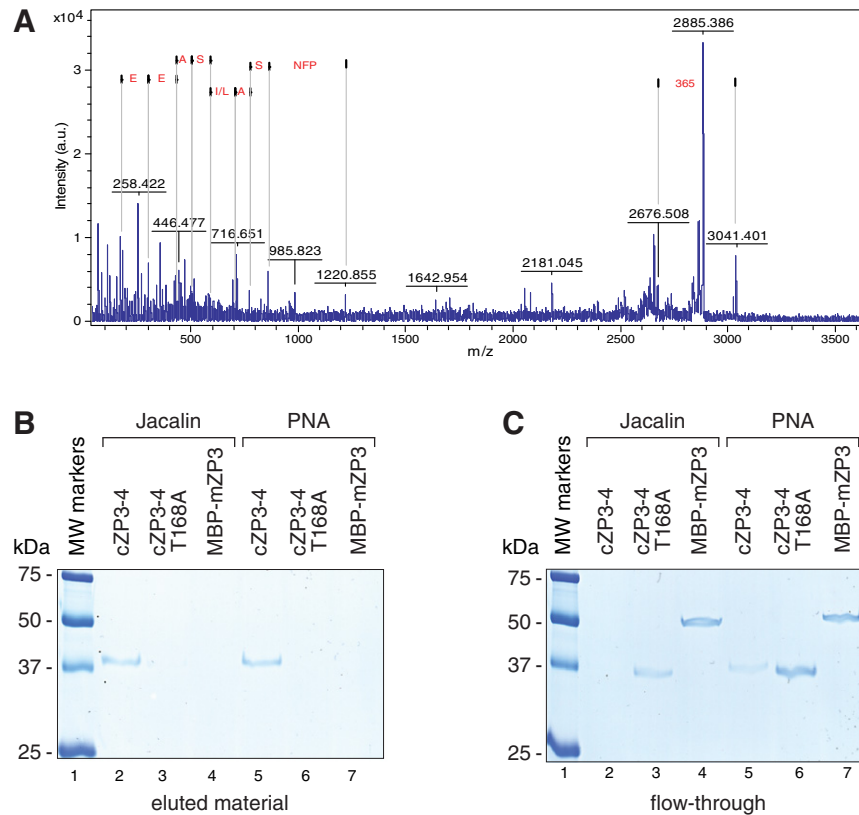 A
x10⁴
2885.386
A S
S NFP
E E
I/L A
365
3
2
1
0
Intensity (a.u.)
258.422
446.477
716.651
985.823
1220.855
1642.954
2181.045
2676.508
3041.401
500 1000 1500 2000 2500 3000 3500
m/z
B
Jacalin PNA
kDa
MW markers
cZP3-4
cZP3-4 T168A
MBP-mZP3
cZP3-4
cZP3-4 T168A
MBP-mZP3
75 -
50 -
37 -
25 -
1 2 3 4 5 6 7
eluted material
C
Jacalin PNA
kDa
MW markers
cZP3-4
cZP3-4 T168A
MBP-mZP3
cZP3-4
cZP3-4 T168A
MBP-mZP3
75 -
50 -
37 -
25 -
1 2 3 4 5 6 7
flow-through